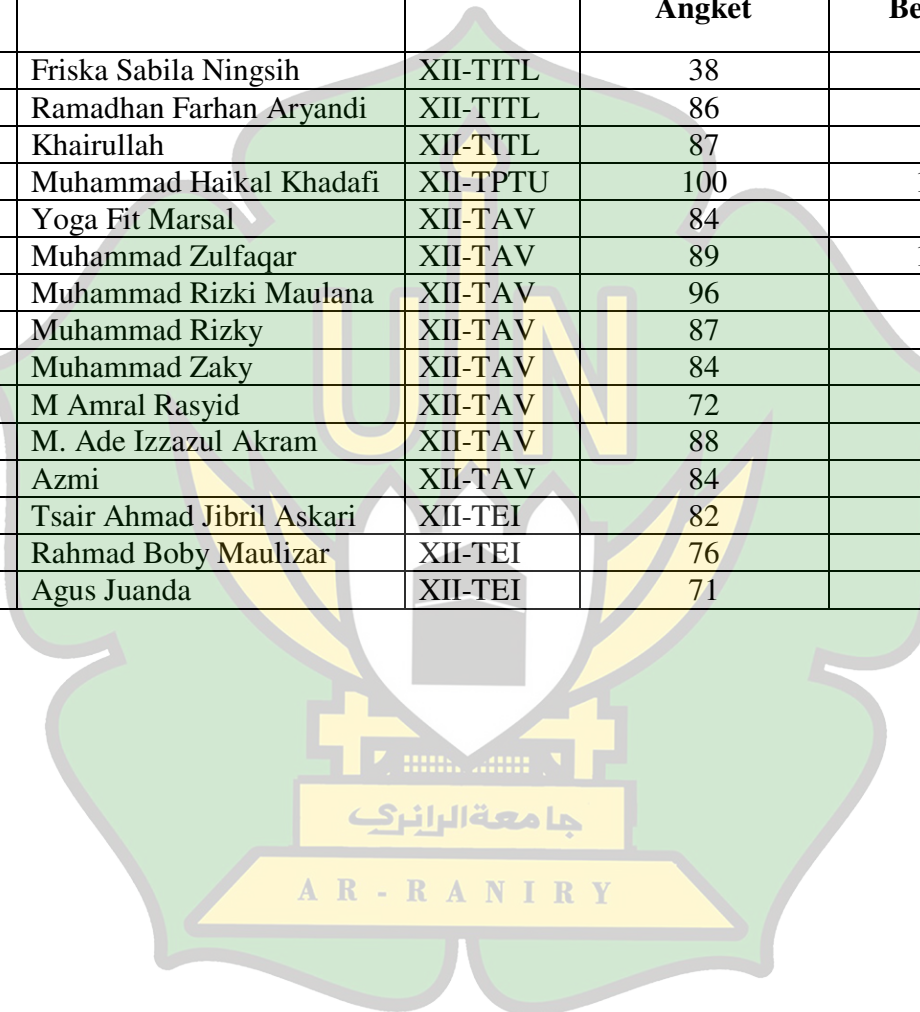 Angket Be
Friska Sabila Ningsih XII-TITL 38
Ramadhan Farhan Aryandi XII-TITL 86
Khairullah XII-TITL 87
Muhammad Haikal Khadafi XII-TPTU 100
Yoga Fit Marsal XII-TAV 84
Muhammad Zulfaqar XII-TAV 89
Muhammad Rizki Maulana XII-TAV 96
Muhammad Rizky XII-TAV 87
Muhammad Zaky XII-TAV 84
M Amral Rasyid XII-TAV 72
M. Ade Izzazul Akram XII-TAV 88
Azmi XII-TAV 84
Tsair Ahmad Jibril Askari XII-TEI 82
Rahmad Boby Maulizar XII-TEI 76
Agus Juanda XII-TEI 71
UIN
جامعة الرانري
AR-RANIRY